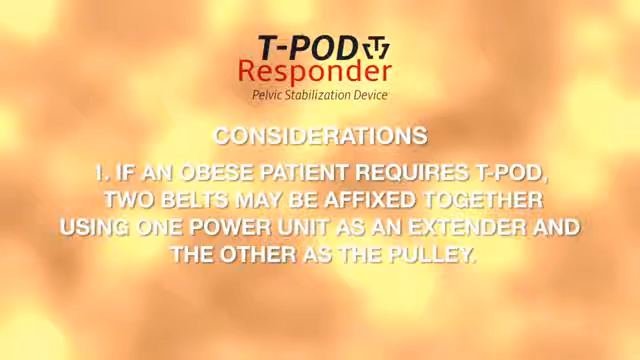 T-POD
Responder
Pelvic Stabilization Device
CONSIDERATIONS
1. IF AN OBESE PATIENT REQUIRES T-POD,
TWO BELTS MAY BE AFFIXED TOGETHER
USING ONE POWER UNIT AS AN EXTENDER AND
THE OTHER AS THE PULLEY.